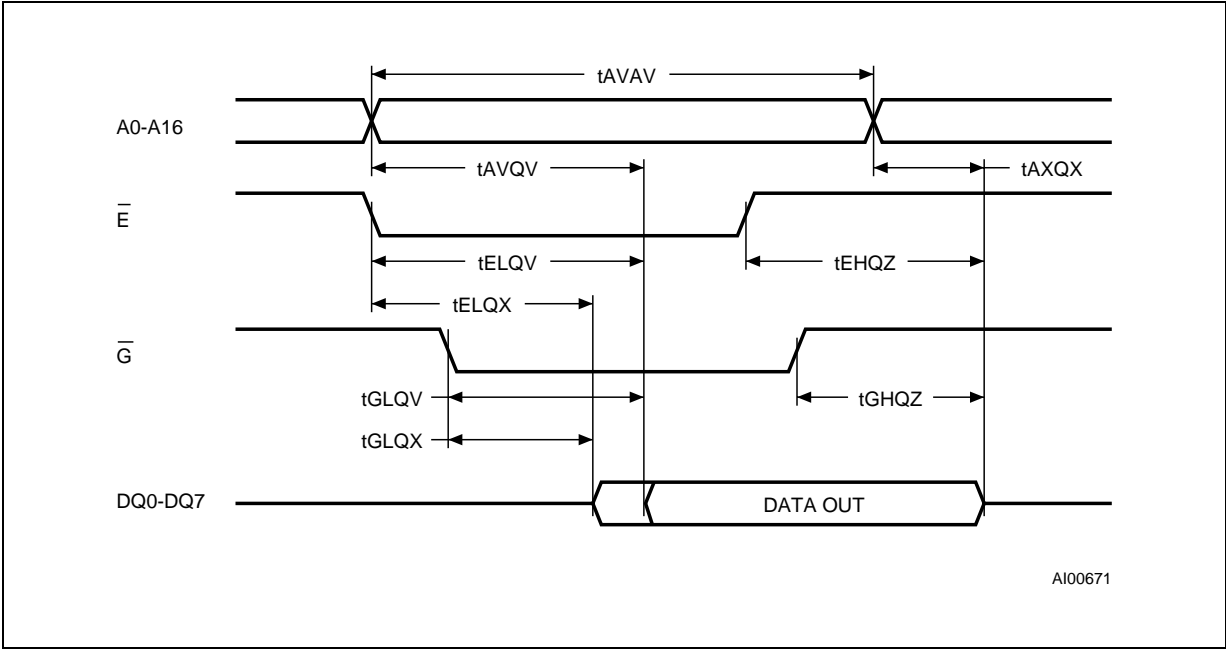 tAVAV
A0-A16
tAVQV
tAXQX
E̅
tELQV
tEHQZ
tELQX
G̅
tGLQV
tGHQZ
tGLQX
DQ0-DQ7
DATA OUT
AI00671